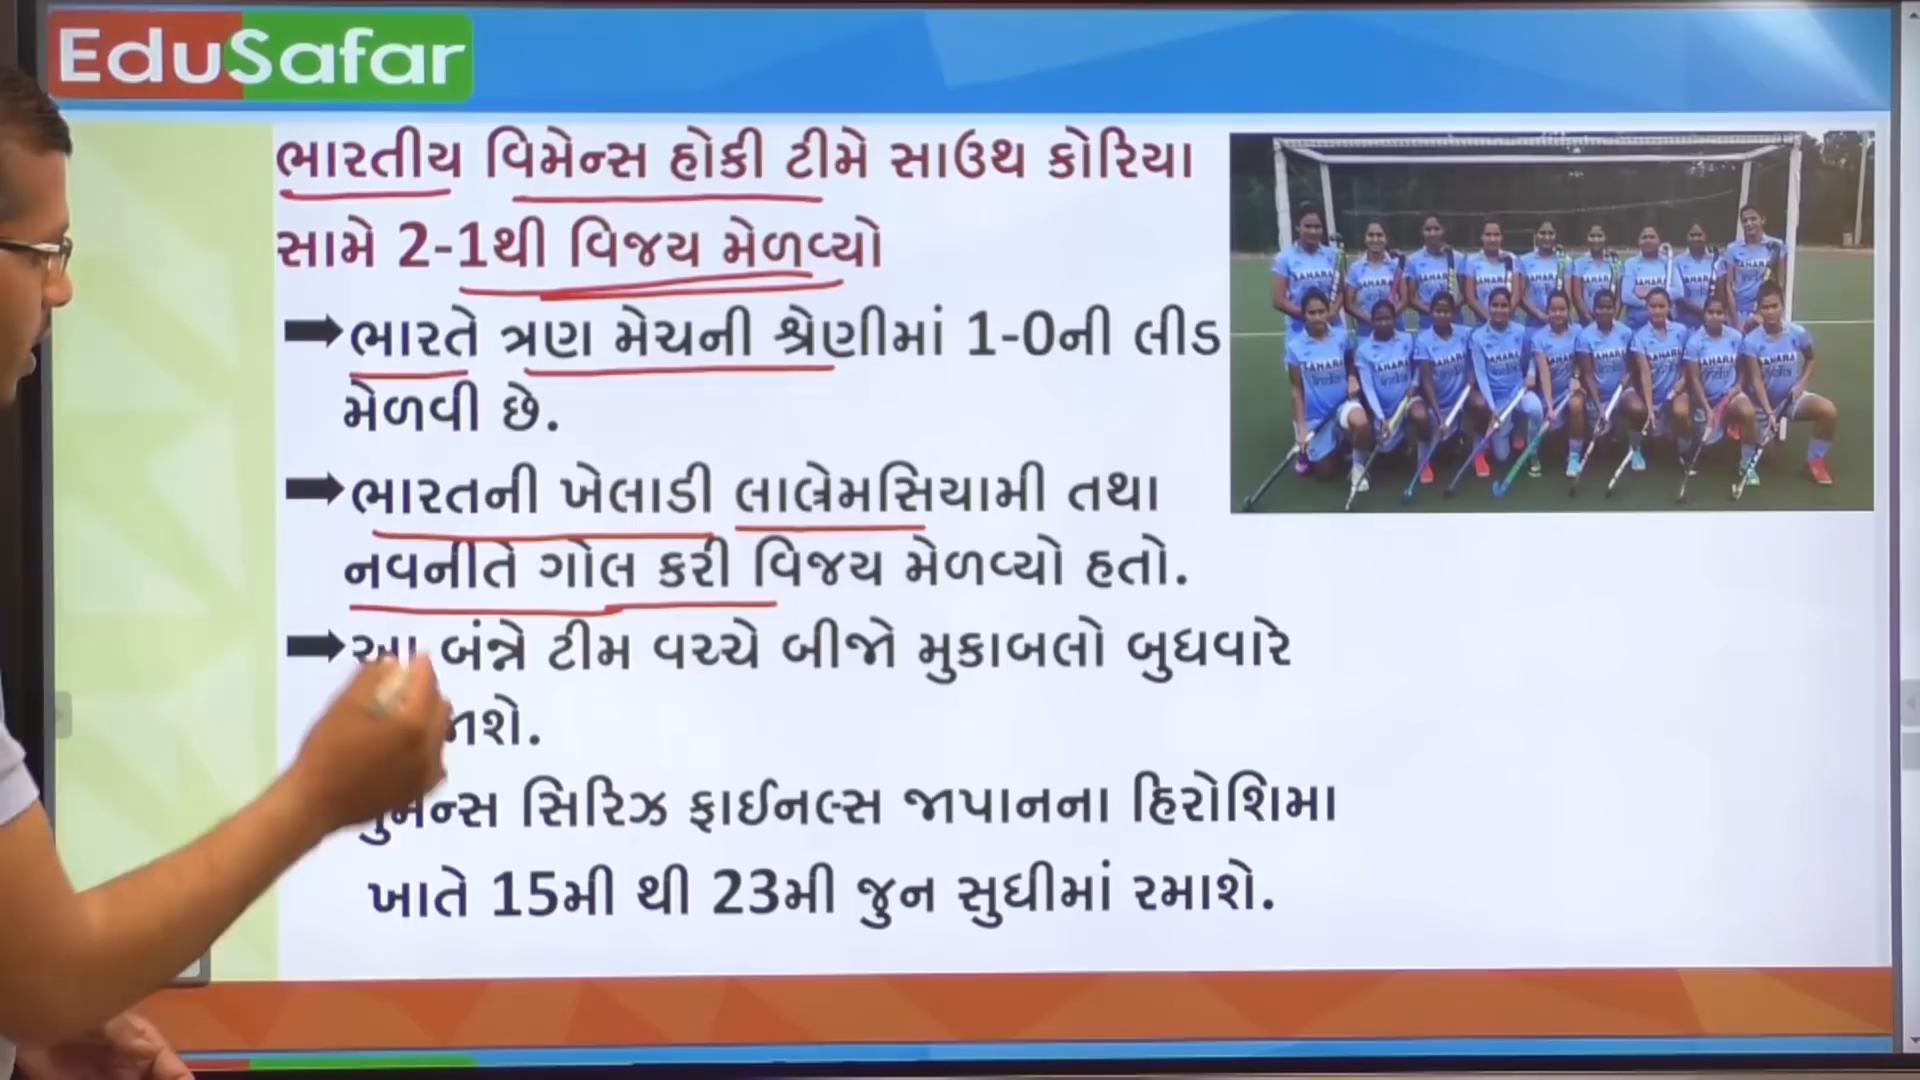 EduSafar
ભારતીય વિમેન્સ હોકી ટીમે સાઉથ કોરિયા
સામે 2-1થી વિજય મેળવ્યો
ભારતે ત્રણ મેચની શ્રેણીમાં 1-0ની લીડ
મેળવી છે.
ભારતની ખેલાડી લાલ્રેમસિયામી તથા
નવનીતે ગોલ કરી વિજય મેળવ્યો હતો.
આ બંન્ને ટીમ વચ્ચે બીજો મુકાબલો બુધવારે
સિરિઝ ફાઈનલ્સ જાપાનના હિરોશિમા
ખાતે 15મી થી 23મી જુન સુધીમાં રમાશે.